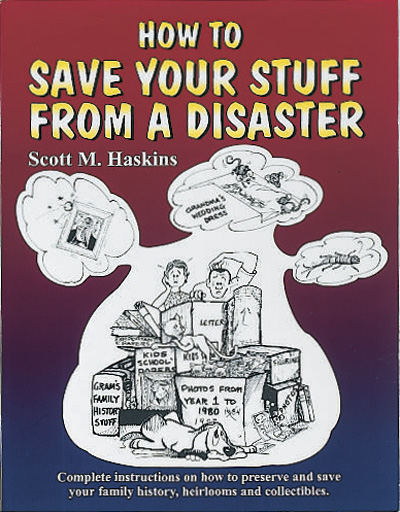 HOW TO
SAVE YOUR STUFF
FROM A DISASTER
Scott M. Haskins
GRANDMA'S
WEDDING
DRESS
LETTERS
KIDS
SCHOOL
PAPERS
KIDS
GRAM'S
FAMILY
HISTORY
STUFF
PHOTOS FROM
YEAR 1 TO
1980 1984
Complete instructions on how to preserve and save
your family history, heirlooms and collectibles.